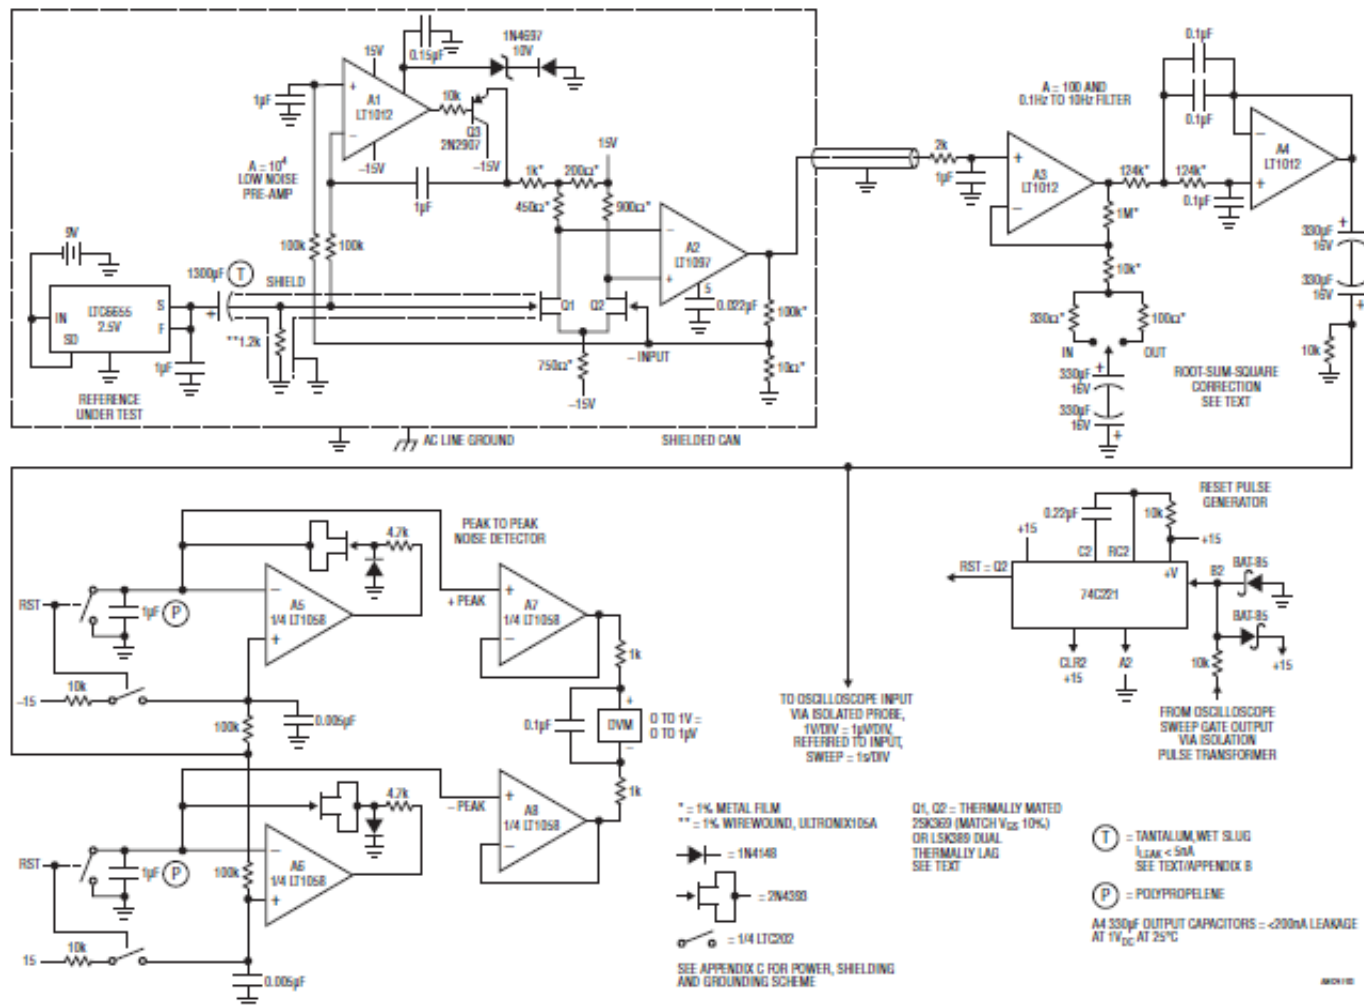 15V
0.15µF
1N4697
10V
1µF
A1
LT1012
10k
Q3
2N2907
–15V
–15V
A = 10⁴
LOW NOISE
PRE-AMP
1µF
1k*
200Ω*
15V
450Ω*
900Ω*
A2
LT1097
5
0.022µF
100k
100k
9V
1300µF
T
SHIELD
LTC6655
2.5V
IN
SD
S
F
**1.2k
1µF
REFERENCE
UNDER TEST
Q1
Q2
750Ω*
–15V
– INPUT
100k*
10Ω*
AC LINE GROUND
SHIELDED CAN
A = 100 AND
0.1Hz TO 10Hz FILTER
2k
1µF
A3
LT1012
124k*
124k*
1M*
10k*
330Ω*
100Ω*
IN
OUT
330µF
16V
330µF
16V
ROOT-SUM-SQUARE
CORRECTION
SEE TEXT
0.1µF
0.1µF
0.1µF
A4
LT1012
330µF
16V
330µF
16V
10k
PEAK TO PEAK
NOISE DETECTOR
4.7k
RST
1µF
P
A5
1/4 LT1058
+ PEAK
A7
1/4 LT1058
–15
10k
100k
0.005µF
1k
0.1µF
DVM
0 TO 1V =
0 TO 1µV
1k
4.7k
– PEAK
A8
1/4 LT1058
RST
1µF
P
A6
1/4 LT1058
100k
15
10k
0.005µF
TO OSCILLOSCOPE INPUT
VIA ISOLATED PROBE,
1V/DIV = 1µV/DIV,
REFERRED TO INPUT,
SWEEP = 1s/DIV
RESET PULSE
GENERATOR
0.22µF
10k
+15
+15
C2
RC2
+V
RST = Q2
74C221
B2
BAT-85
BAT-85
+15
CLR2
+15
A2
10k
FROM OSCILLOSCOPE
SWEEP GATE OUTPUT
VIA ISOLATION
PULSE TRANSFORMER
* = 1% METAL FILM
** = 1% WIREWOUND, ULTRONIX105A
= 1N4148
= 2N4393
= 1/4 LTC202
SEE APPENDIX C FOR POWER, SHIELDING
AND GROUNDING SCHEME
Q1, Q2 = THERMALLY MATED
2SK369 (MATCH VGS 10%)
OR LSK389 DUAL
THERMALLY LAG
SEE TEXT
T = TANTALUM, WET SLUG
ILEAK < 5nA
SEE TEXT/APPENDIX B
P = POLYPROPELENE
A4 330µF OUTPUT CAPACITORS = <200nA LEAKAGE
AT 1VDC AT 25°C